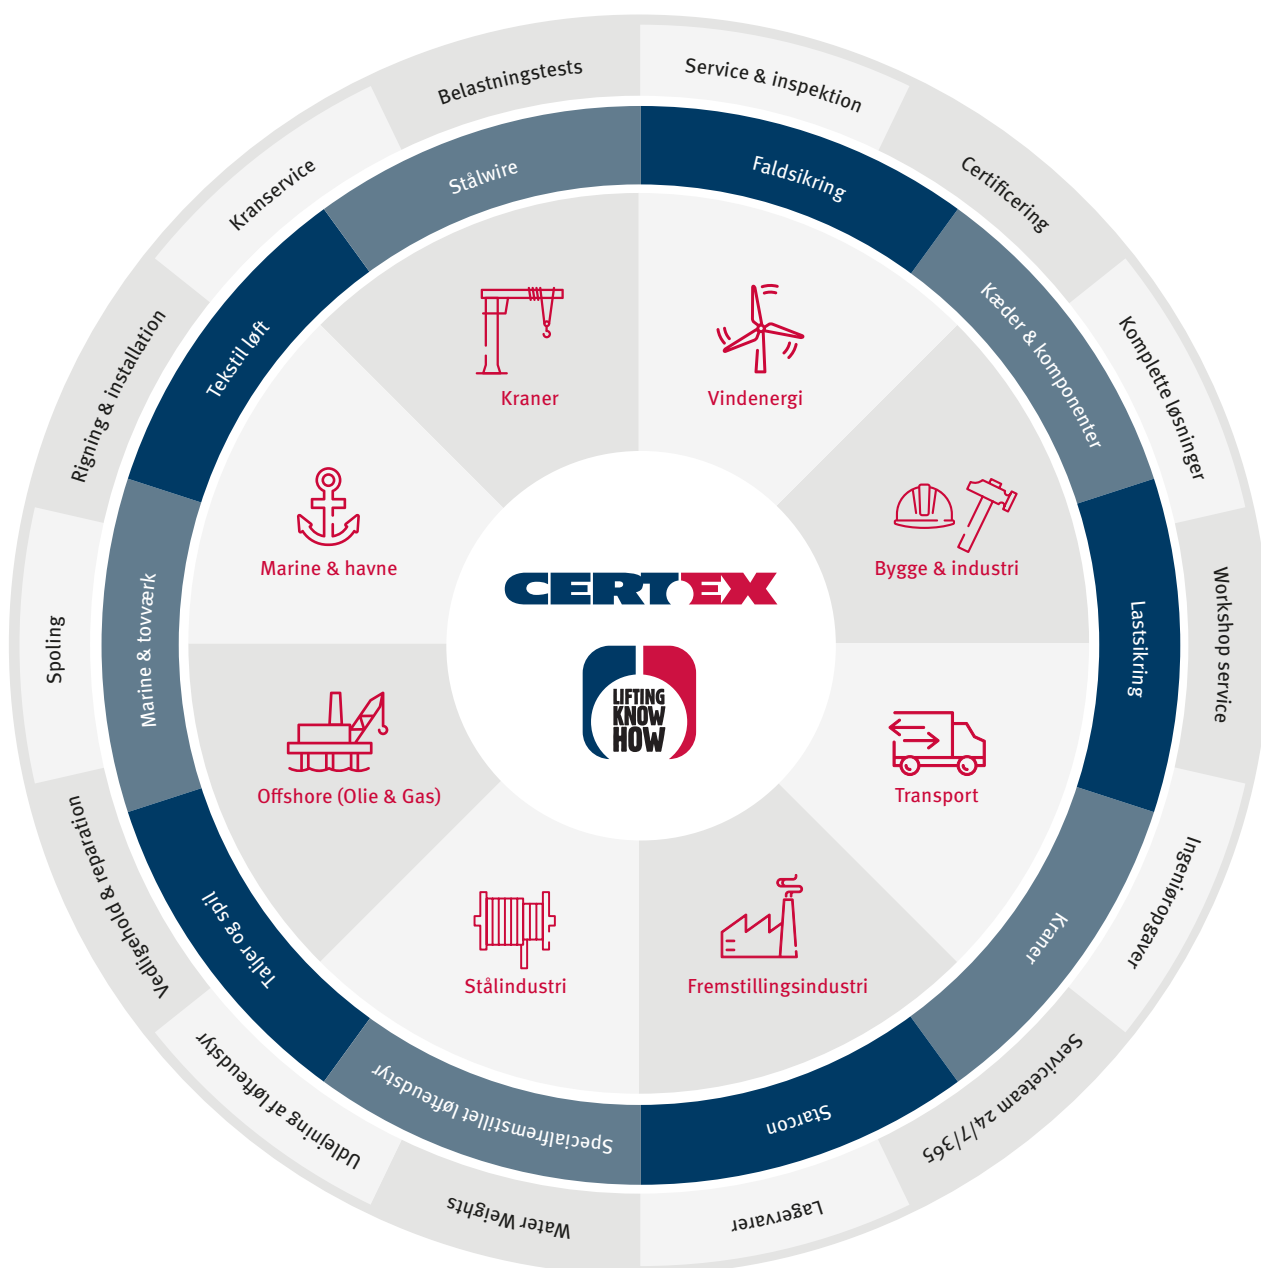 Service & inspektion
Certificering
Komplette løsninger
Workshop service
Ingeniøropgaver
Serviceteam 24/7/365
Lagervarer
Water Weights
Udlejning af løfteudstyr
Vedligehold & reparation
Spoling
Rigning & installation
Kranservice
Belastningstests
Faldsikring
Kæder & komponenter
Lastsikring
Kraner
Starcon
Specialfremstillet løfteudstyr
Taljer og spil
Marine & tovværk
Tekstil løft
Stålwire
Vindenergi
Bygge & industri
Transport
Fremstillingsindustri
Stålindustri
Offshore (Olie & Gas)
Marine & havne
Kraner
CERTEX
LIFTING
KNOW
HOW